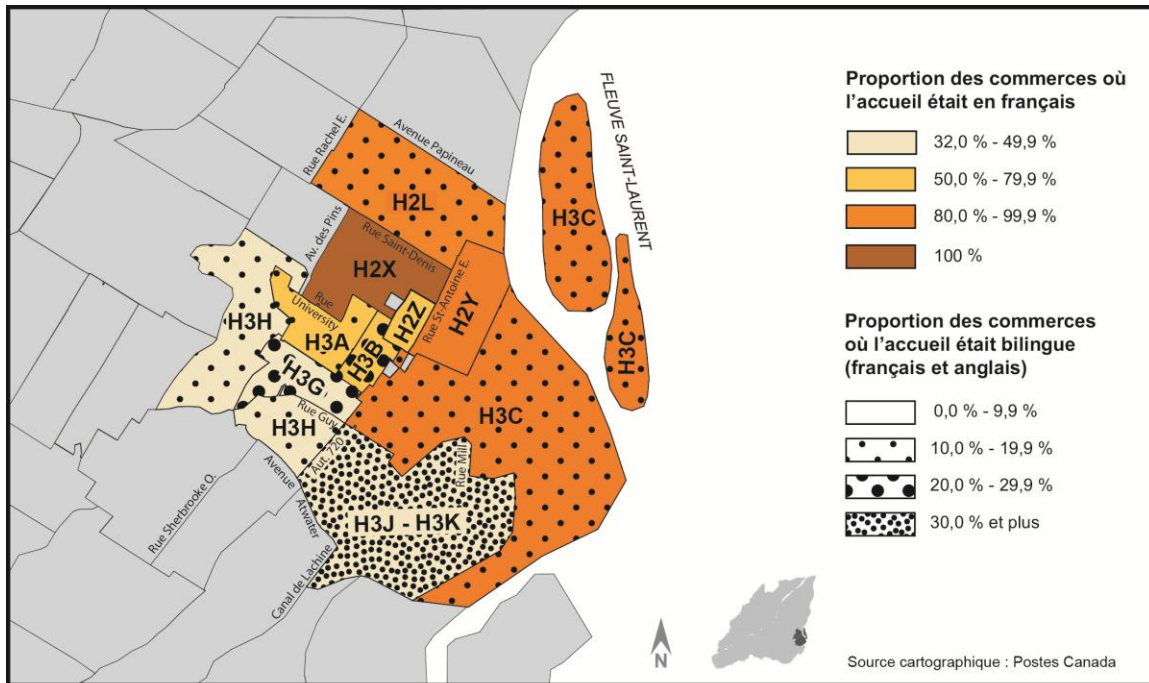 Rue Rachel E.
Avenue Papineau
H2L
Av. des Pins
Rue Saint-Denis
H2X
Rue
University
H3H
H3A
H3B
H2Z
Rue St-Antoine E.
H2Y
H3G
H3H
Rue Guy
Aut. 720
Avenue
Atwater
Rue Sherbrooke O.
Canal de Lachine
H3J - H3K
Rue Mill
H3C
H3C
H3C
FLEUVE SAINT-LAURENT
Proportion des commerces où
l'accueil était en français
32,0 % - 49,9 %
50,0 % - 79,9 %
80,0 % - 99,9 %
100 %
Proportion des commerces
où l'accueil était bilingue
(français et anglais)
0,0 % - 9,9 %
10,0 % - 19,9 %
20,0 % - 29,9 %
30,0 % et plus
N
Source cartographique : Postes Canada